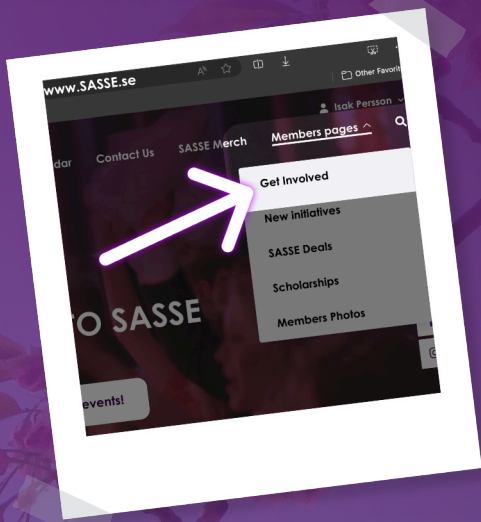 www.SASSE.se
Other Favorit
Isak Persson
dar Contact Us SASSE Merch Members pages
Get Involved
New initiatives
SASSE Deals
Scholarships
Members Photos
O SASSE
events!